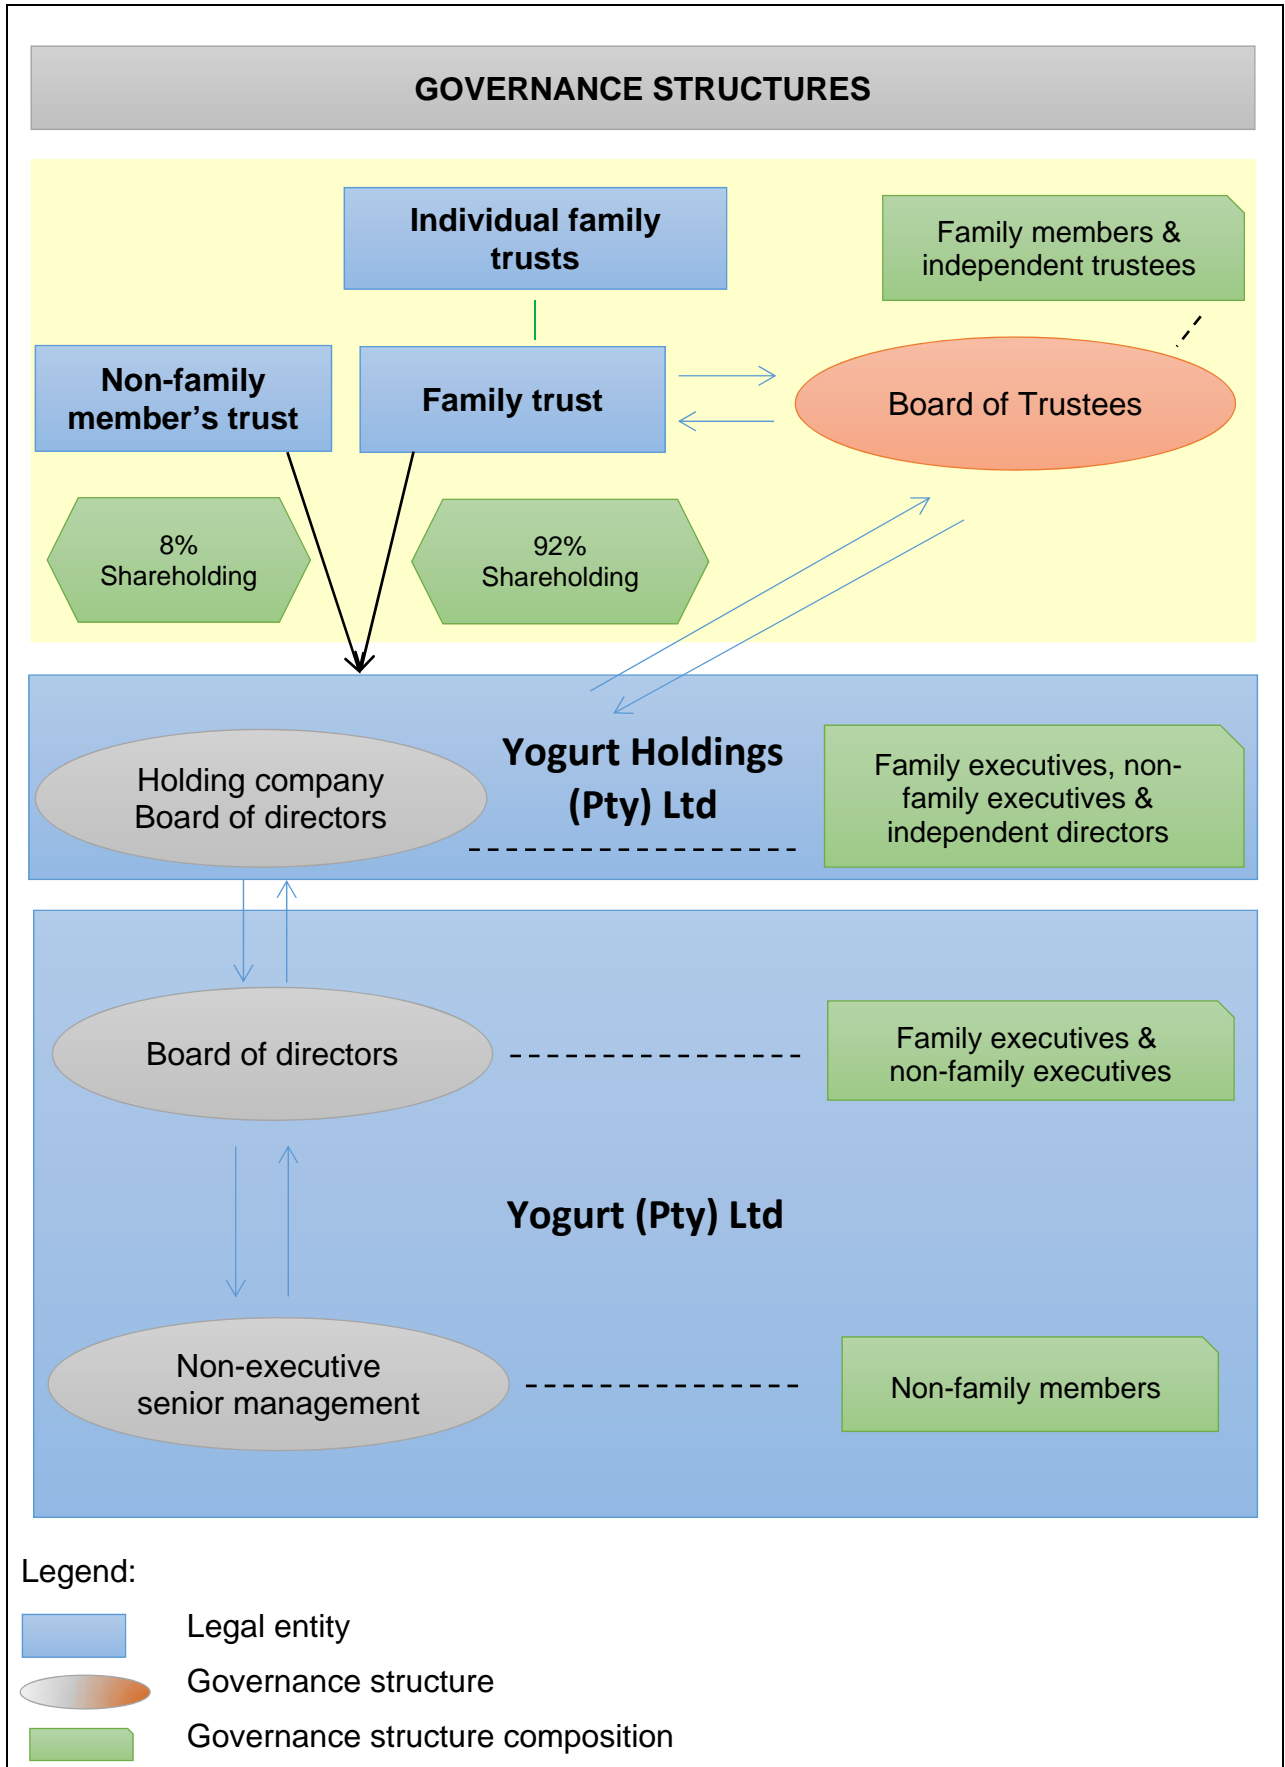 GOVERNANCE STRUCTURES
Individual family
trusts
Family members &
independent trustees
Non-family
member’s trust
Family trust
Board of Trustees
8%
Shareholding
92%
Shareholding
Holding company
Board of directors
Yogurt Holdings
(Pty) Ltd
Family executives, non-
family executives &
independent directors
Board of directors
Family executives &
non-family executives
Yogurt (Pty) Ltd
Non-executive
senior management
Non-family members
Legend:
Legal entity
Governance structure
Governance structure composition